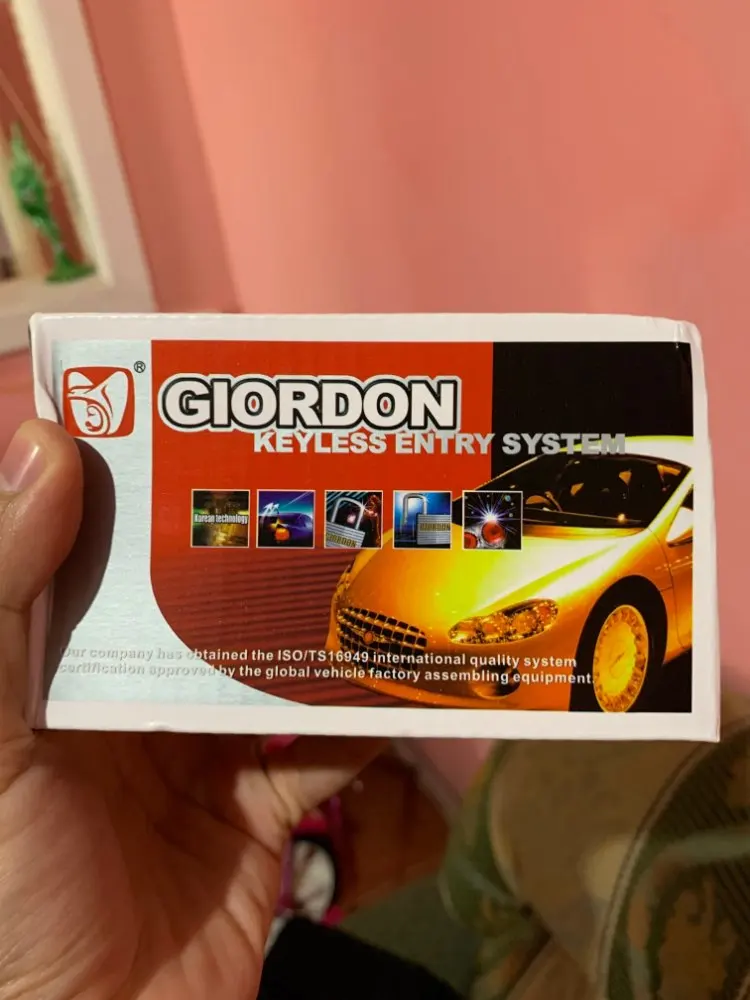 ®
GIORDON
KEYLESS ENTRY SYSTEM
Korean technology
GIORDON
GIORDON
Our company has obtained the ISO/TS16949 international quality system
certification approved by the global vehicle factory assembling equipment.